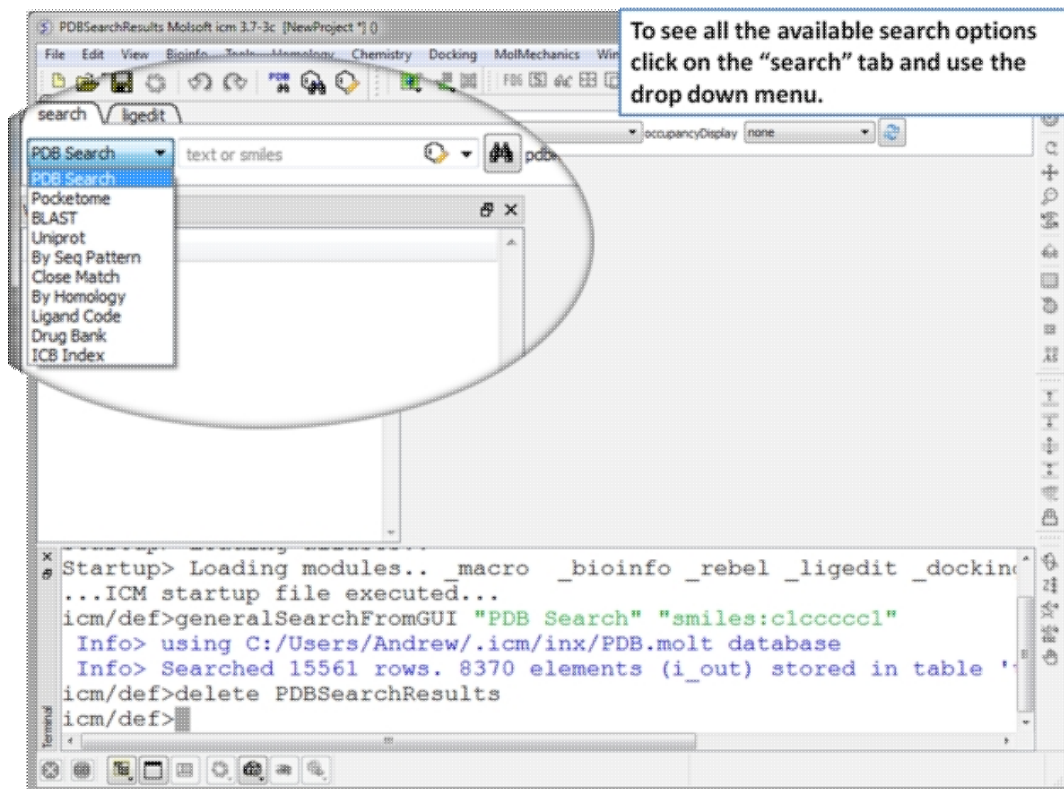 PDBSearchResults Molsoft icm 3.7-3c [NewProject *] ()
To see all the available search options
click on the “search” tab and use the
drop down menu.
File Edit View Bioinfo Tools Homology Chemistry Docking MolMechanics
PDB
search ligedit
occupancyDisplay none
PDB Search text or smiles
PDB Search
Pocketome
BLAST
Uniprot
By Seq Pattern
Close Match
By Homology
Ligand Code
Drug Bank
ICB Index
Startup> Loading modules.. _macro _bioinfo _rebel _ligedit _docking
...ICM startup file executed...
icm/def>generalSearchFromGUI "PDB Search" "smiles:c1ccccc1"
Info> using C:/Users/Andrew/.icm/inx/PDB.molt database
Info> Searched 15561 rows. 8370 elements (i_out) stored in table '
icm/def>delete PDBSearchResults
icm/def>
Terminal